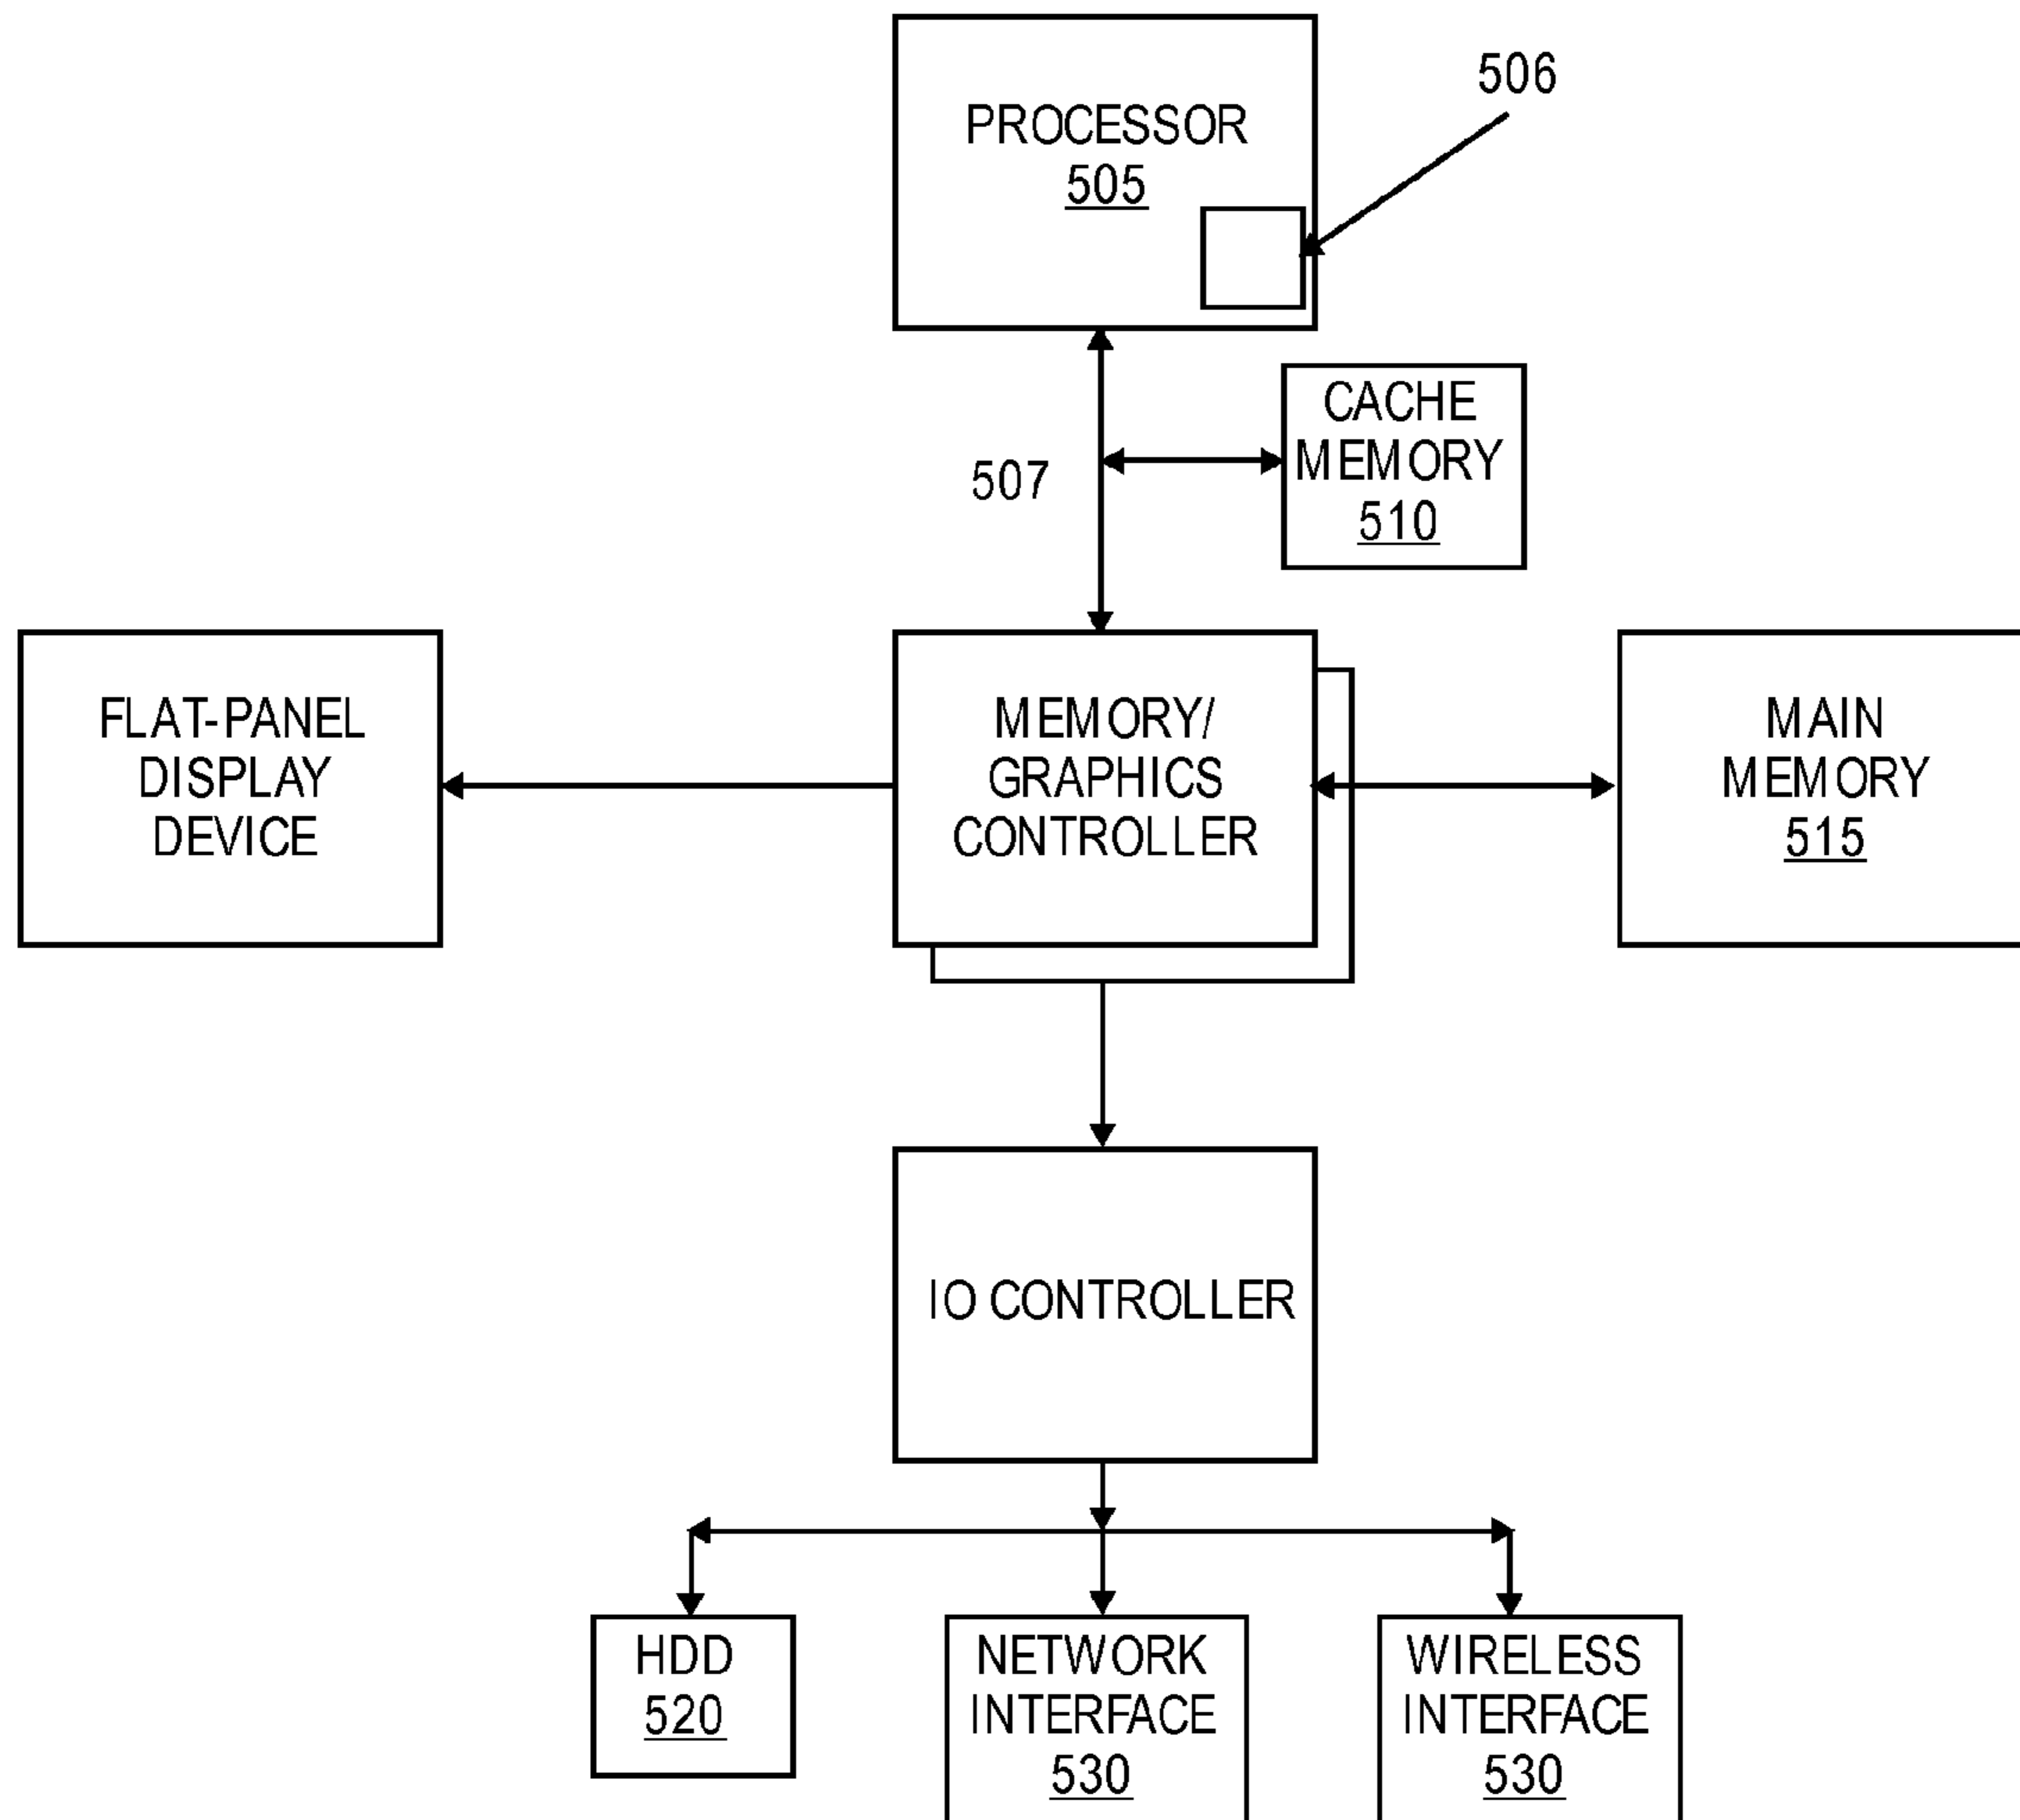 PROCESSOR
505
506
507
CACHE
MEMORY
510
FLAT-PANEL
DISPLAY
DEVICE
MEMORY/
GRAPHICS
CONTROLLER
MAIN
MEMORY
515
IO CONTROLLER
HDD
520
NETWORK
INTERFACE
530
WIRELESS
INTERFACE
530